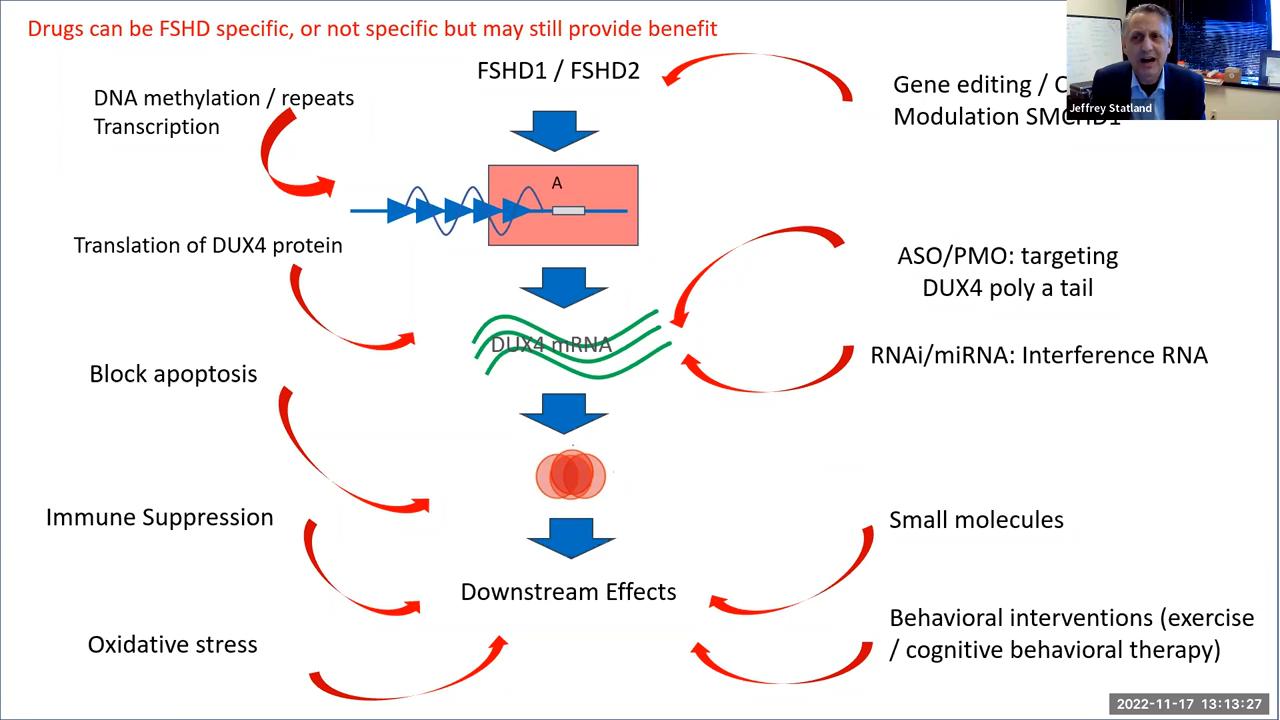 Drugs can be FSHD specific, or not specific but may still provide benefit
FSHD1 / FSHD2
DNA methylation / repeats
Transcription
Gene editing /
Modulation
Jeffrey Statland
A
Translation of DUX4 protein
ASO/PMO: targeting
DUX4 poly a tail
DUX4 mRNA
RNAi/miRNA: Interference RNA
Block apoptosis
Immune Suppression
Small molecules
Downstream Effects
Behavioral interventions (exercise
/ cognitive behavioral therapy)
Oxidative stress
2022-11-17 13:13:27